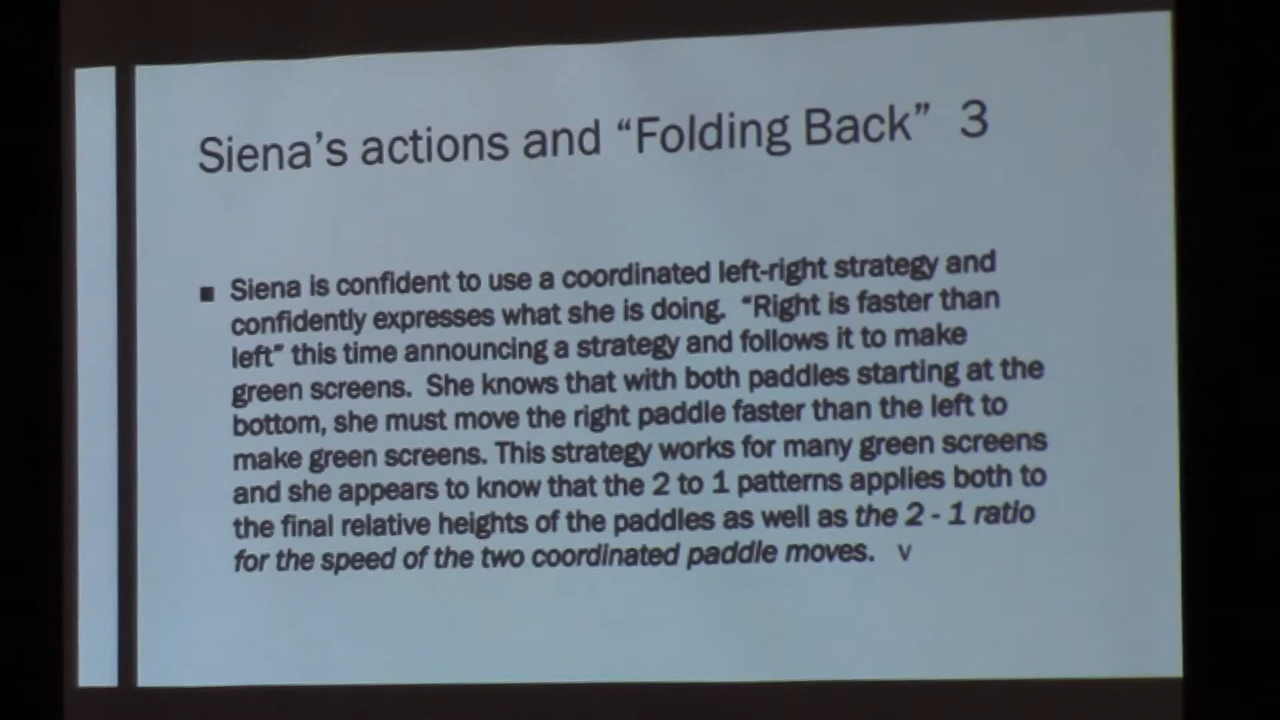 Siena's actions and “Folding Back” 3
■ Siena is confident to use a coordinated left-right strategy and
confidently expresses what she is doing. “Right is faster than
left” this time announcing a strategy and follows it to make
green screens. She knows that with both paddles starting at the
bottom, she must move the right paddle faster than the left to
make green screens. This strategy works for many green screens
and she appears to know that the 2 to 1 patterns applies both to
the final relative heights of the paddles as well as the 2 - 1 ratio
for the speed of the two coordinated paddle moves. v